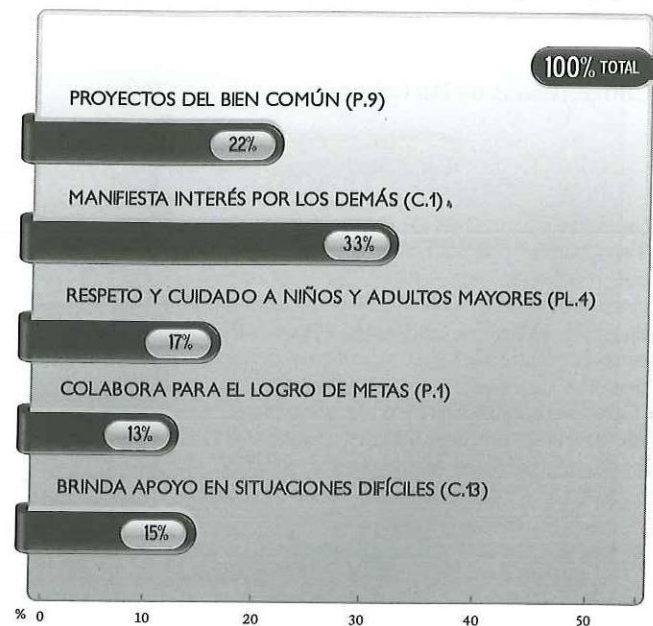 100% TOTAL
PROYECTOS DEL BIEN COMÚN (P.9)
22%
MANIFIESTA INTERÉS POR LOS DEMÁS (C.1)
33%
RESPETO Y CUIDADO A NIÑOS Y ADULTOS MAYORES (PL.4)
17%
COLABORA PARA EL LOGRO DE METAS (P.1)
13%
BRINDA APOYO EN SITUACIONES DIFÍCILES (C.13)
15%
% 0 10 20 30 40 50